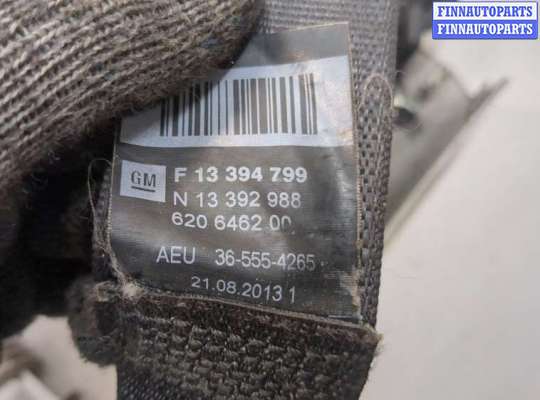 FINNAUTOPARTS
FINNAUTOPARTS
GM
F 13 394 799
N 13 392 988
620 6462 00
AEU 36-555-4265
21.08.2013 1